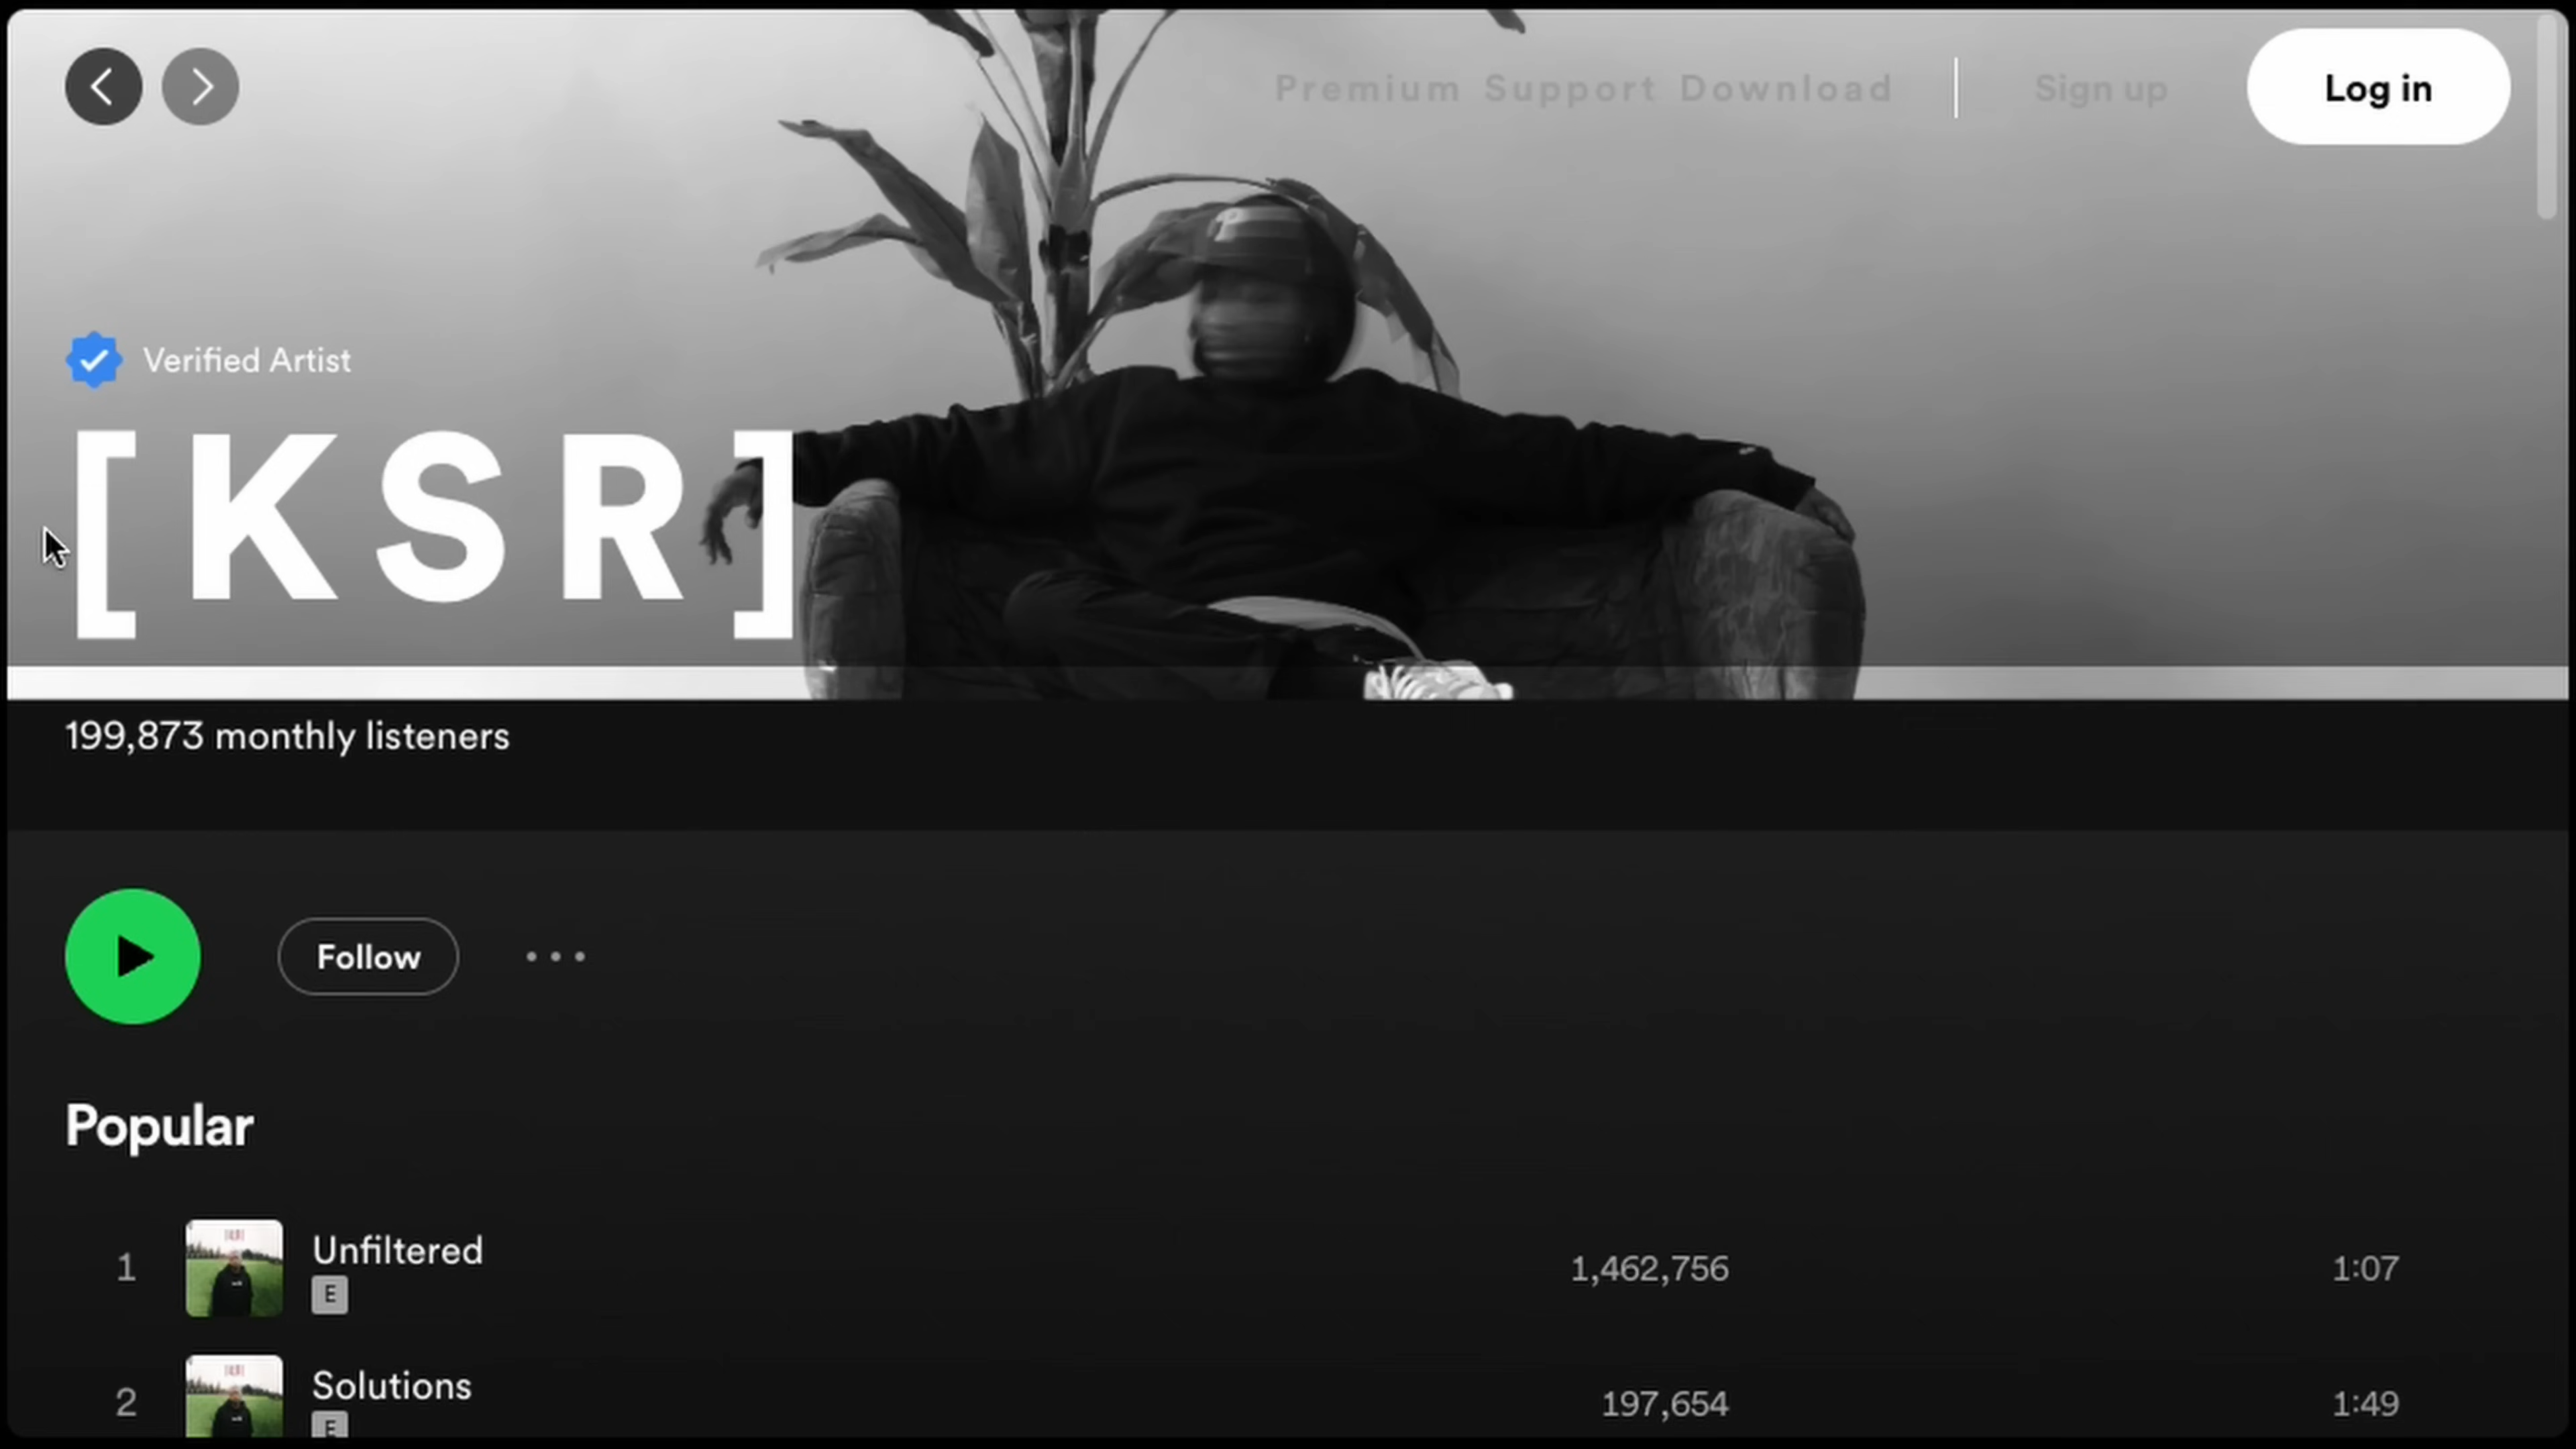 Premium Support Download
Sign up
Log in
Verified Artist
[KSR]
199,873 monthly listeners
Follow
Popular
1
Unfiltered
E
1,462,756
1:07
2
Solutions
E
197,654
1:49